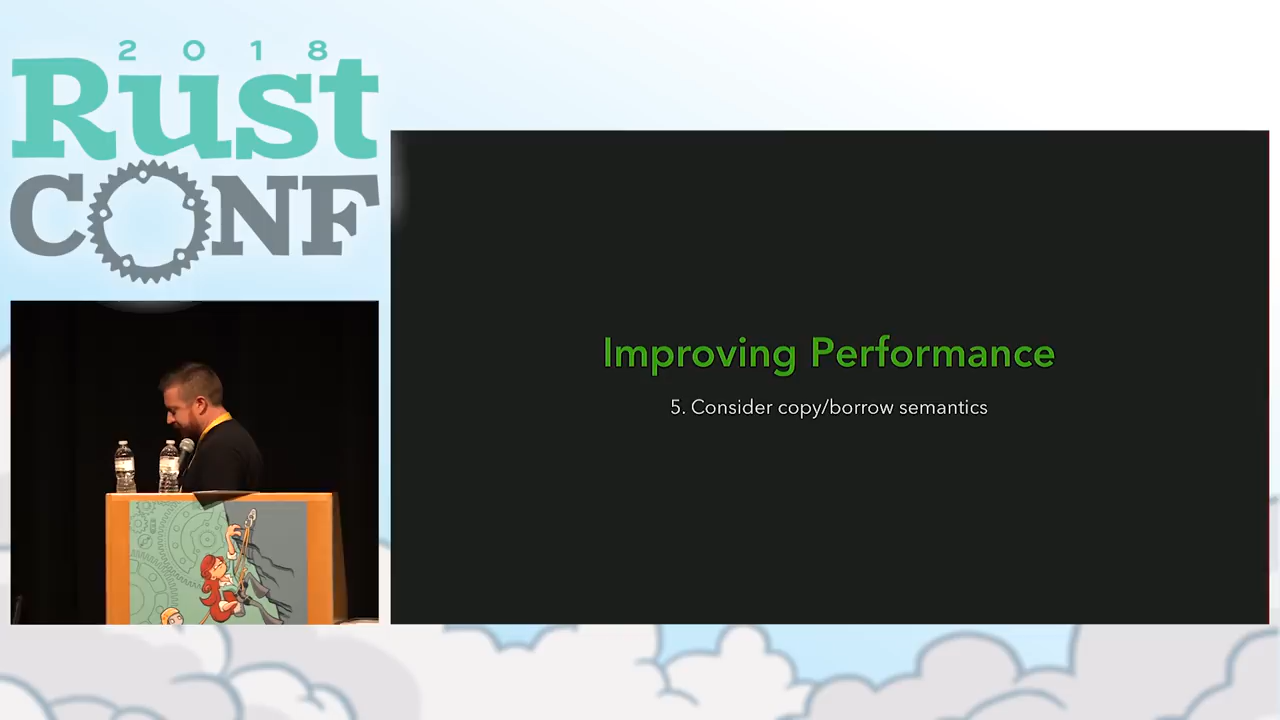 2018
Rust
CONF
Improving Performance
5. Consider copy/borrow semantics